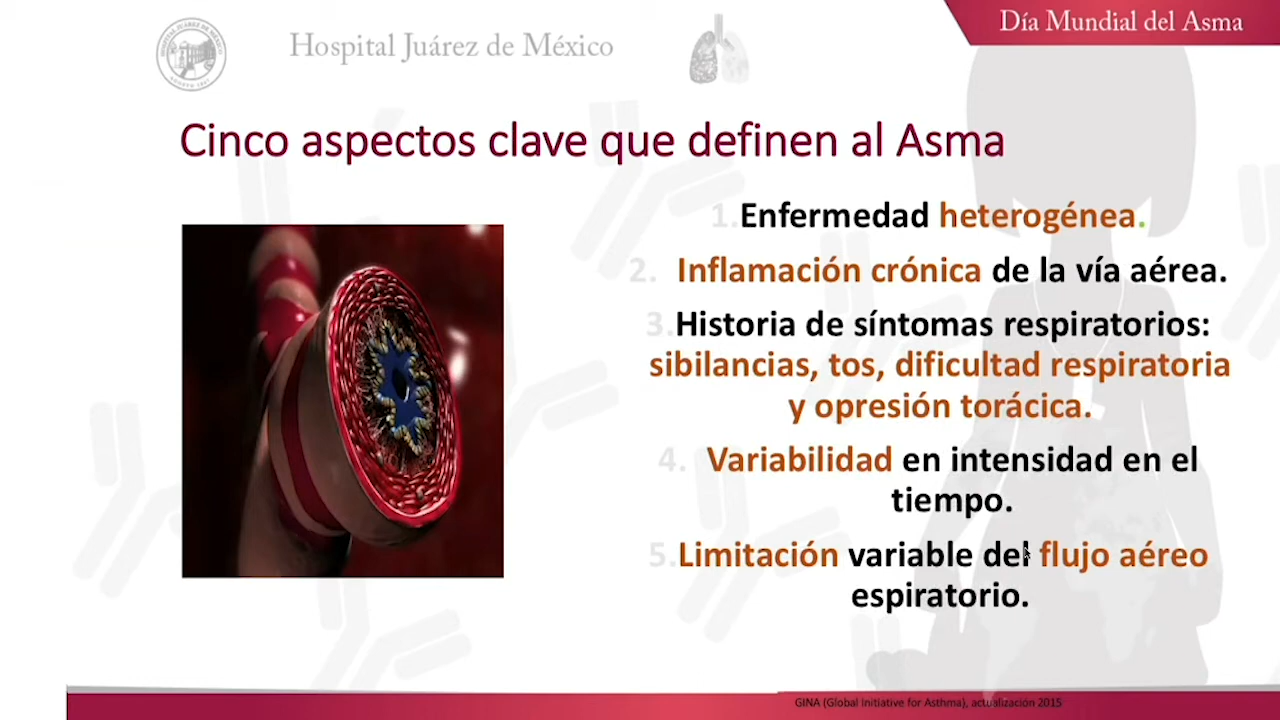 Día Mundial del Asma
Hospital Juárez de México
Cinco aspectos clave que definen al Asma
1. Enfermedad heterogénea.
2. Inflamación crónica de la vía aérea.
3. Historia de síntomas respiratorios:
sibilancias, tos, dificultad respiratoria
y opresión torácica.
4. Variabilidad en intensidad en el
tiempo.
5. Limitación variable del flujo aéreo
espiratorio.
GINA (Global Initiative for Asthma), actualización 2015